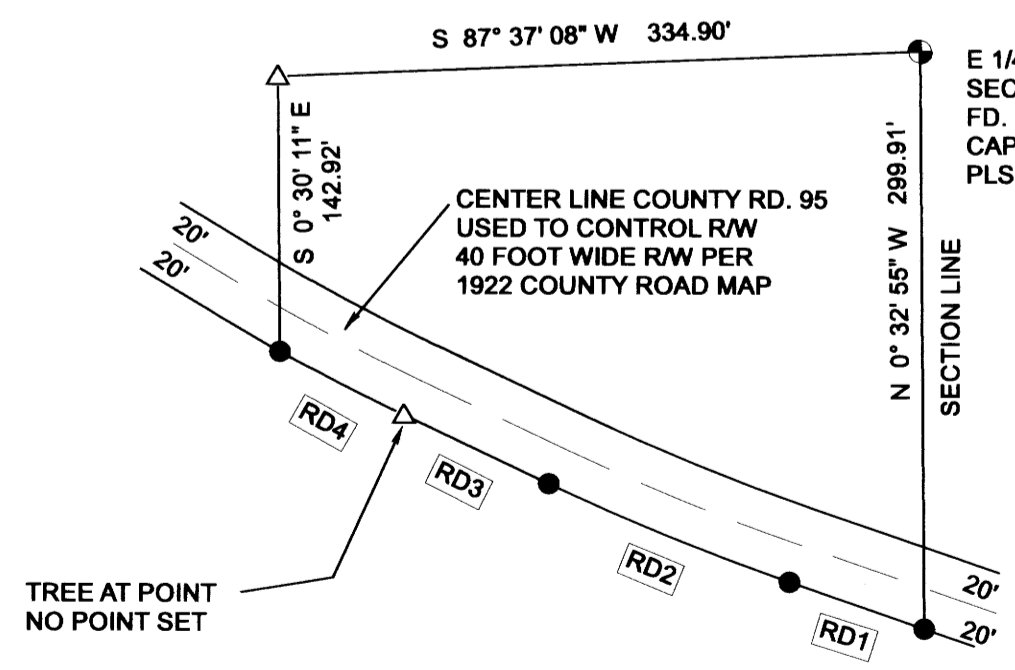 S 87° 37' 08" W 334.90'
E 1/4
SEC
FD.
CAP
PLS
S 0° 30' 11" E
142.92'
N 0° 32' 55" W 299.91'
SECTION LINE
CENTER LINE COUNTY RD. 95
USED TO CONTROL R/W
40 FOOT WIDE R/W PER
1922 COUNTY ROAD MAP
20'
20'
RD4
RD3
RD2
RD1
20'
20'
TREE AT POINT
NO POINT SET